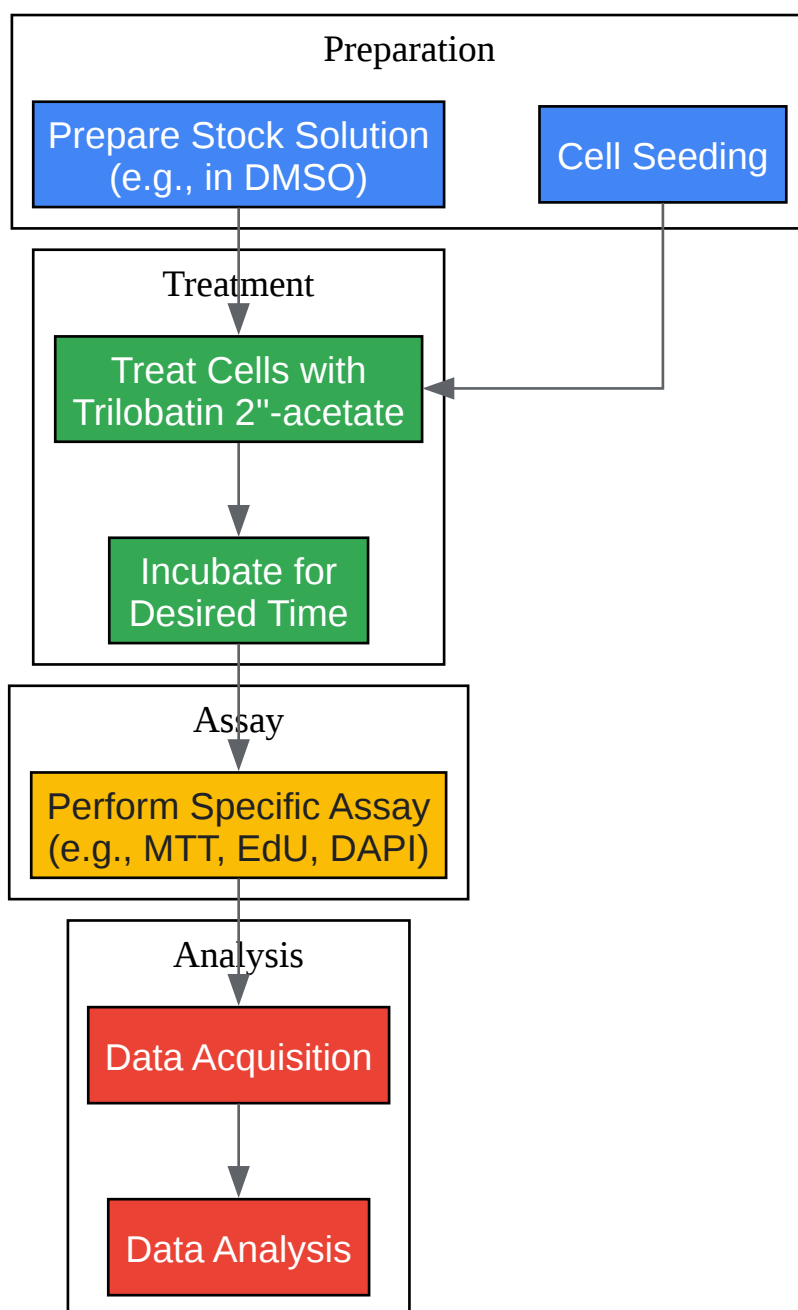 Preparation
Prepare Stock Solution
(e.g., in DMSO)
Cell Seeding
Treatment
Treat Cells with
Trilobatin 2"-acetate
Incubate for
Desired Time
Assay
Perform Specific Assay
(e.g., MTT, EdU, DAPI)
Analysis
Data Acquisition
Data Analysis